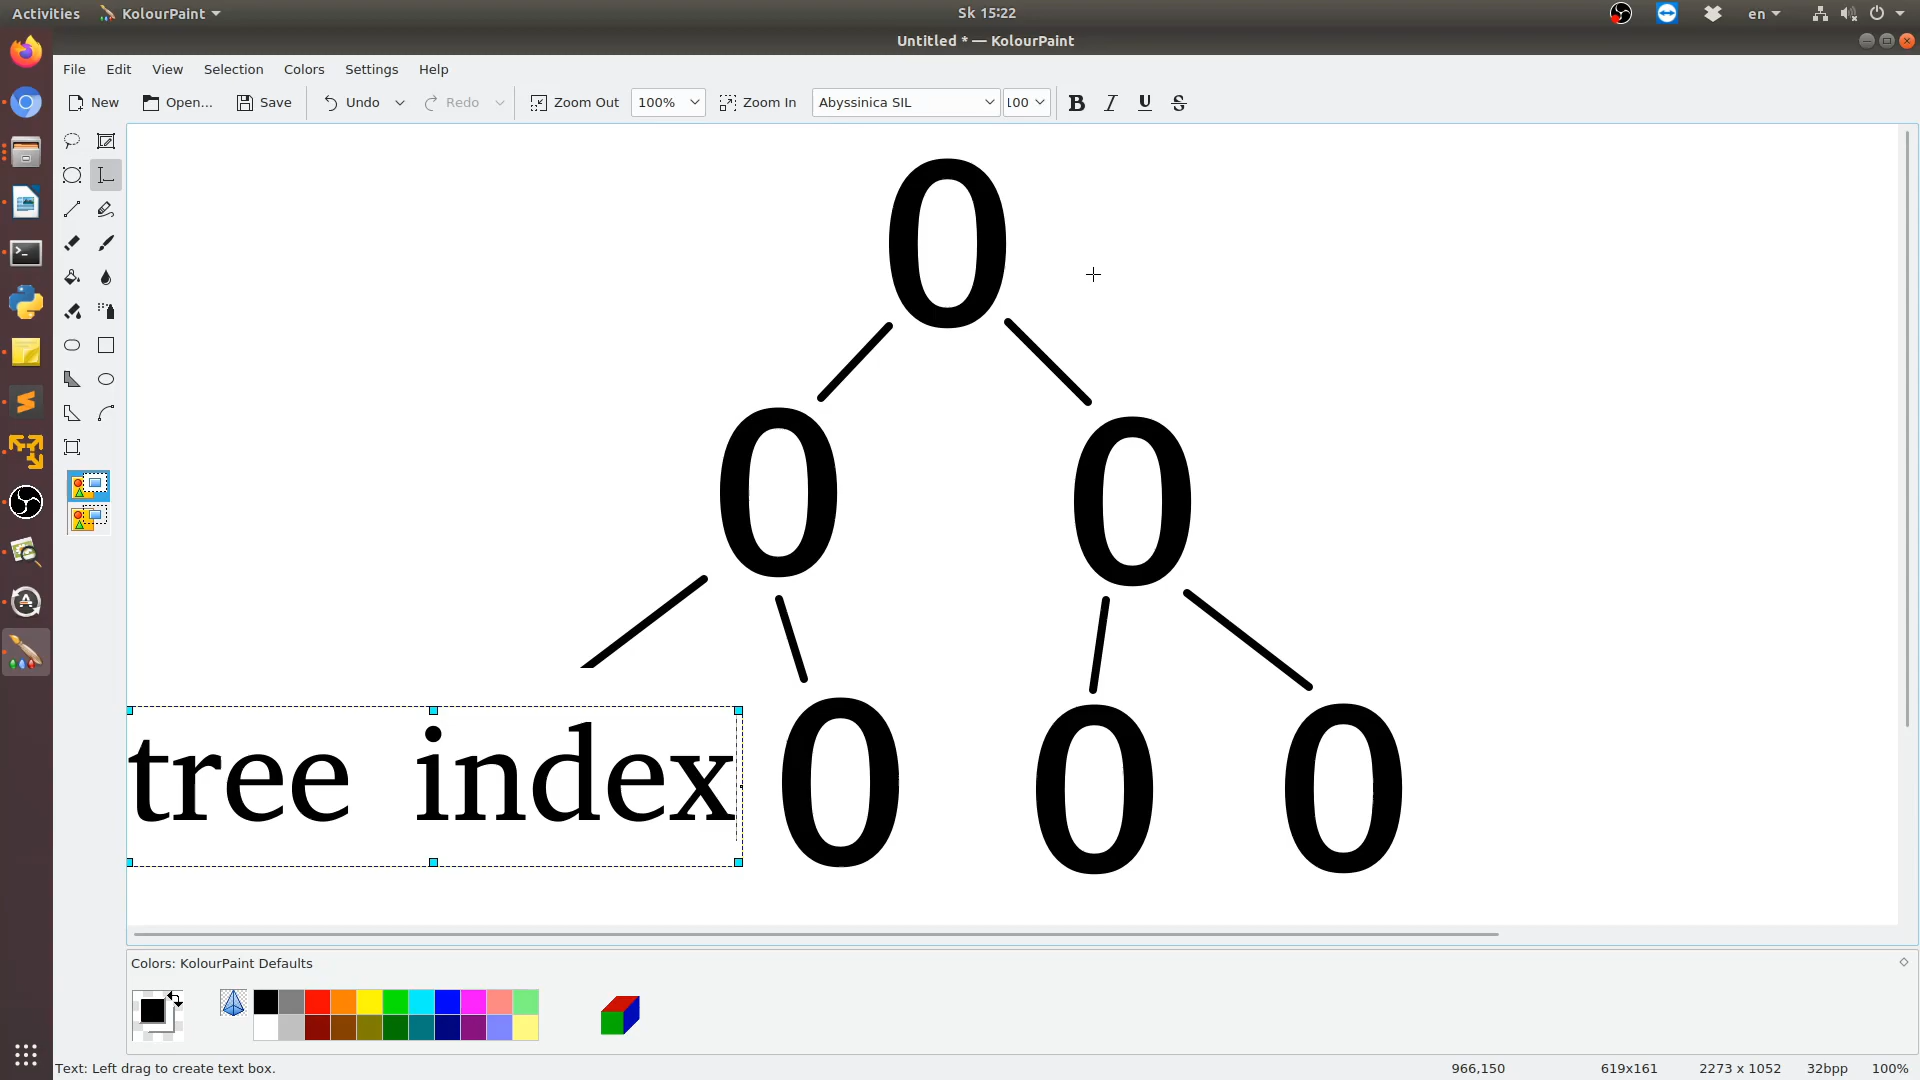 Activities KolourPaint Sk 15:22 en
Untitled * — KolourPaint
File Edit View Selection Colors Settings Help
New Open... Save Undo Redo Zoom Out 100% Zoom In Abyssinica SIL 100 B I U S
0
0 0
tree index 0 0 0
Colors: KolourPaint Defaults
Text: Left drag to create text box. 966,150 619x161 2273 x 1052 32bpp 100%